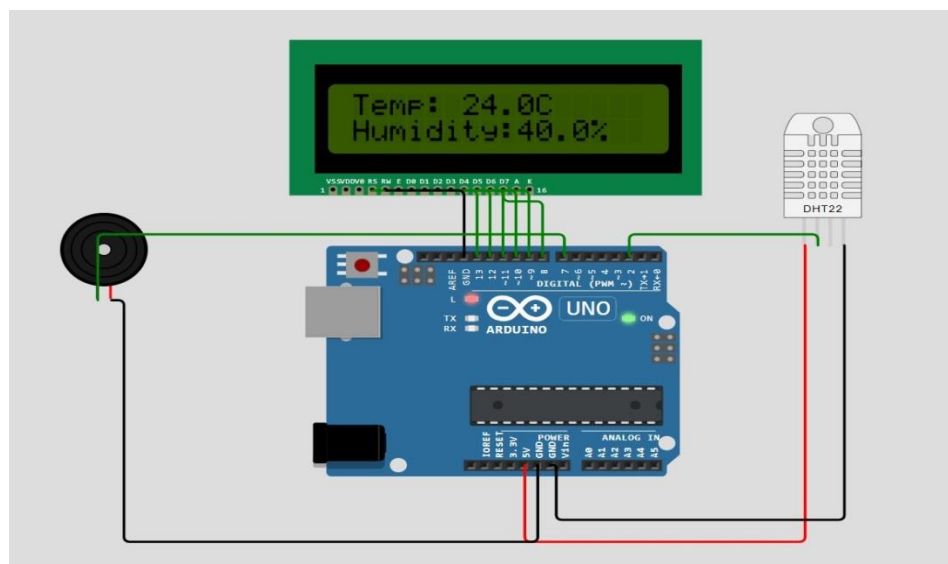 Temp: 24.0C
Humidity:40.0%
VSS VDD V0 RS RW E D0 D1 D2 D3 D4 D5 D6 D7 A K
1
16
DHT22
AREF
GND
13
12
~11
~10
~9
8
7
~6
~5
4
~3
2
TX→1
RX←0
DIGITAL (PWM ~)
L
TX
RX
UNO
ARDUINO
ON
IOREF
RESET
3.3V
5V
GND
GND
Vin
POWER
ANALOG IN
A0
A1
A2
A3
A4
A5